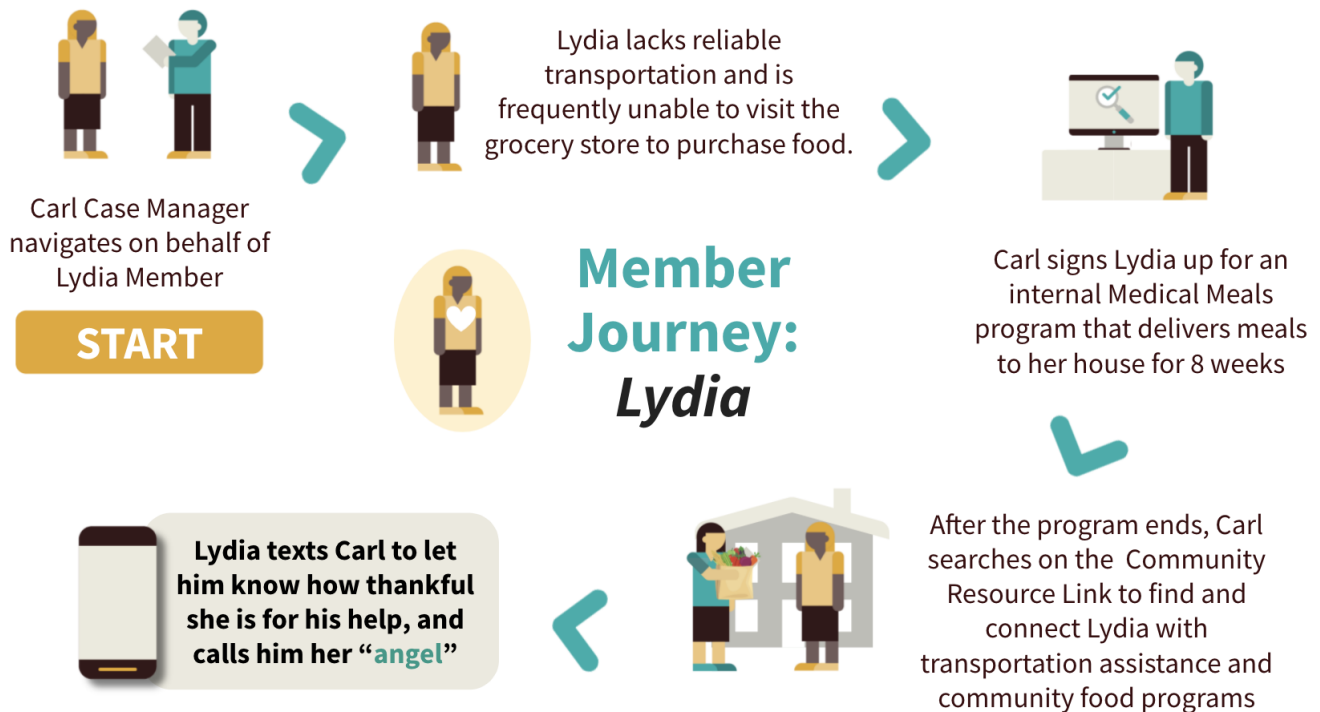 Carl Case Manager
navigates on behalf of
Lydia Member
START
Lydia lacks reliable
transportation and is
frequently unable to visit the
grocery store to purchase food.
Carl signs Lydia up for an
internal Medical Meals
program that delivers meals
to her house for 8 weeks
Member
Journey:
Lydia
After the program ends, Carl
searches on the  Community
Resource Link to find and
connect Lydia with
transportation assistance and
community food programs
Lydia texts Carl to let
him know how thankful
she is for his help, and
calls him her “angel”